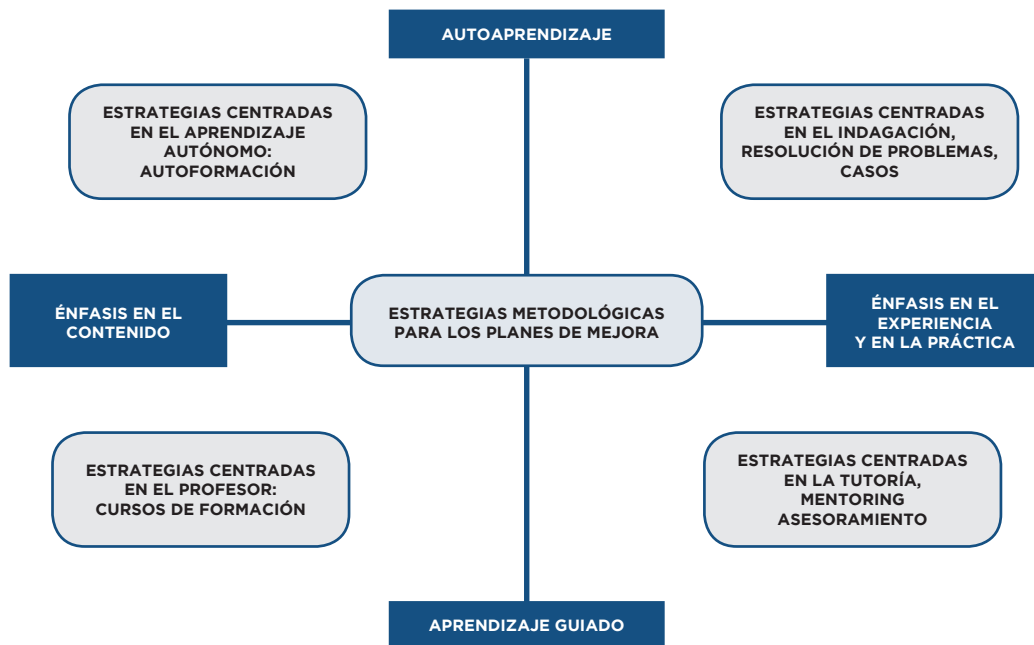 AUTOAPRENDIZAJE
ESTRATEGIAS CENTRADAS
EN EL APRENDIZAJE
AUTÓNOMO:
AUTOFORMACIÓN
ESTRATEGIAS CENTRADAS
EN EL INDAGACIÓN,
RESOLUCIÓN DE PROBLEMAS,
CASOS
ÉNFASIS EN EL
CONTENIDO
ESTRATEGIAS METODOLÓGICAS
PARA LOS PLANES DE MEJORA
ÉNFASIS EN EL
EXPERIENCIA
Y EN LA PRÁCTICA
ESTRATEGIAS CENTRADAS
EN EL PROFESOR:
CURSOS DE FORMACIÓN
ESTRATEGIAS CENTRADAS
EN LA TUTORÍA,
MENTORING
ASESORAMIENTO
APRENDIZAJE GUIADO